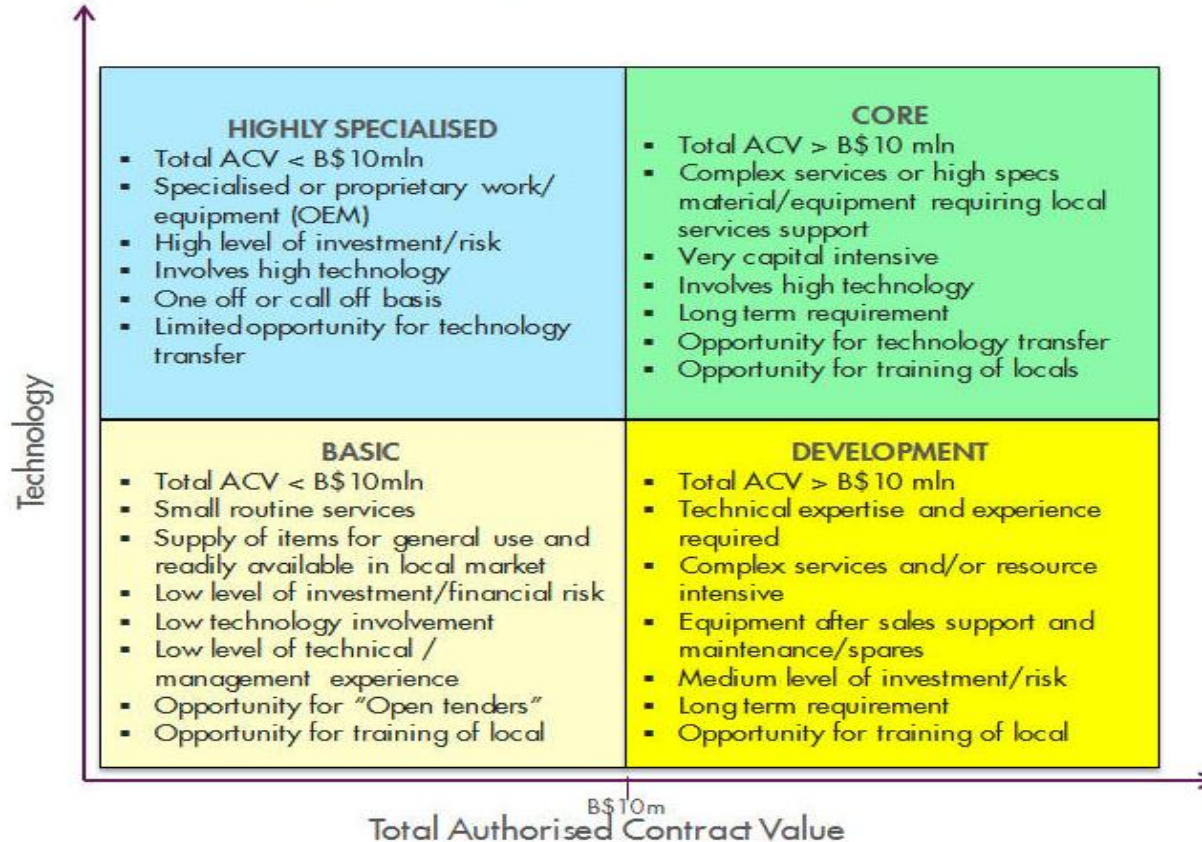 Technology
HIGHLY SPECIALISED
▪ Total ACV < B$10mln
▪ Specialised or proprietary work/
equipment (OEM)
▪ High level of investment/risk
▪ Involves high technology
▪ One off or call off basis
▪ Limited opportunity for technology
transfer
CORE
▪ Total ACV > B$10 mln
▪ Complex services or high specs
material/equipment requiring local
services support
▪ Very capital intensive
▪ Involves high technology
▪ Long term requirement
▪ Opportunity for technology transfer
▪ Opportunity for training of locals
BASIC
▪ Total ACV < B$10mln
▪ Small routine services
▪ Supply of items for general use and
readily available in local market
▪ Low level of investment/financial risk
▪ Low technology involvement
▪ Low level of technical /
management experience
▪ Opportunity for “Open tenders”
▪ Opportunity for training of local
DEVELOPMENT
▪ Total ACV > B$10 mln
▪ Technical expertise and experience
required
▪ Complex services and/or resource
intensive
▪ Equipment after sales support and
maintenance/spares
▪ Medium level of investment/risk
▪ Long term requirement
▪ Opportunity for training of local
B$10m
Total Authorised Contract Value